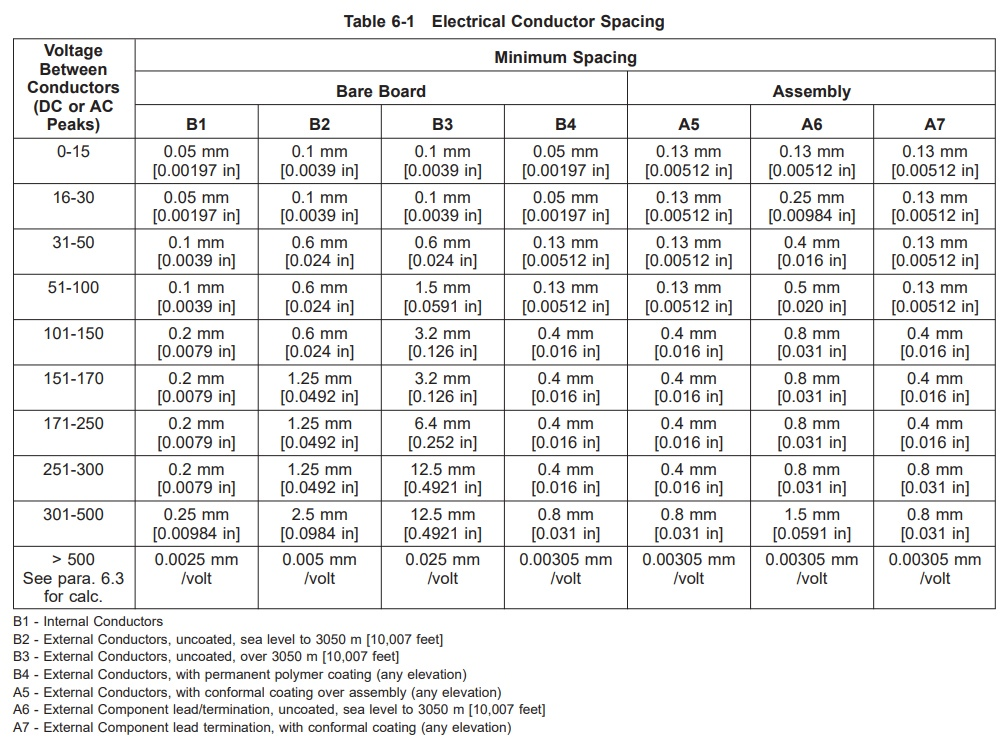 Table 6-1 Electrical Conductor Spacing
Voltage Between Conductors (DC or AC Peaks) Minimum Spacing
Bare Board Assembly
B1 B2 B3 B4 A5 A6 A7
0-15 0.05 mm 0.1 mm 0.1 mm 0.05 mm 0.13 mm 0.13 mm 0.13 mm
[0.00197 in] [0.0039 in] [0.0039 in] [0.00197 in] [0.00512 in] [0.00512 in] [0.00512 in]
16-30 0.05 mm 0.1 mm 0.1 mm 0.05 mm 0.13 mm 0.25 mm 0.13 mm
[0.00197 in] [0.0039 in] [0.0039 in] [0.00197 in] [0.00512 in] [0.00984 in] [0.00512 in]
31-50 0.1 mm 0.6 mm 0.6 mm 0.13 mm 0.13 mm 0.4 mm 0.13 mm
[0.0039 in] [0.024 in] [0.024 in] [0.00512 in] [0.00512 in] [0.016 in] [0.00512 in]
51-100 0.1 mm 0.6 mm 1.5 mm 0.13 mm 0.13 mm 0.5 mm 0.13 mm
[0.0039 in] [0.024 in] [0.0591 in] [0.00512 in] [0.00512 in] [0.020 in] [0.00512 in]
101-150 0.2 mm 0.6 mm 3.2 mm 0.4 mm 0.4 mm 0.8 mm 0.4 mm
[0.0079 in] [0.024 in] [0.126 in] [0.016 in] [0.016 in] [0.031 in] [0.016 in]
151-170 0.2 mm 1.25 mm 3.2 mm 0.4 mm 0.4 mm 0.8 mm 0.4 mm
[0.0079 in] [0.0492 in] [0.126 in] [0.016 in] [0.016 in] [0.031 in] [0.016 in]
171-250 0.2 mm 1.25 mm 6.4 mm 0.4 mm 0.4 mm 0.8 mm 0.4 mm
[0.0079 in] [0.0492 in] [0.252 in] [0.016 in] [0.016 in] [0.031 in] [0.016 in]
251-300 0.2 mm 1.25 mm 12.5 mm 0.4 mm 0.4 mm 0.8 mm 0.8 mm
[0.0079 in] [0.0492 in] [0.4921 in] [0.016 in] [0.016 in] [0.031 in] [0.031 in]
301-500 0.25 mm 2.5 mm 12.5 mm 0.8 mm 0.8 mm 1.5 mm 0.8 mm
[0.00984 in] [0.0984 in] [0.4921 in] [0.031 in] [0.031 in] [0.0591 in] [0.031 in]
> 500 0.0025 mm 0.005 mm 0.025 mm 0.00305 mm 0.00305 mm 0.00305 mm 0.00305 mm
See para. 6.3 /volt /volt /volt /volt /volt /volt /volt
for calc.
B1 - Internal Conductors
B2 - External Conductors, uncoated, sea level to 3050 m [10,007 feet]
B3 - External Conductors, uncoated, over 3050 m [10,007 feet]
B4 - External Conductors, with permanent polymer coating (any elevation)
A5 - External Conductors, with conformal coating over assembly (any elevation)
A6 - External Component lead/termination, uncoated, sea level to 3050 m [10,007 feet]
A7 - External Component lead termination, with conformal coating (any elevation)